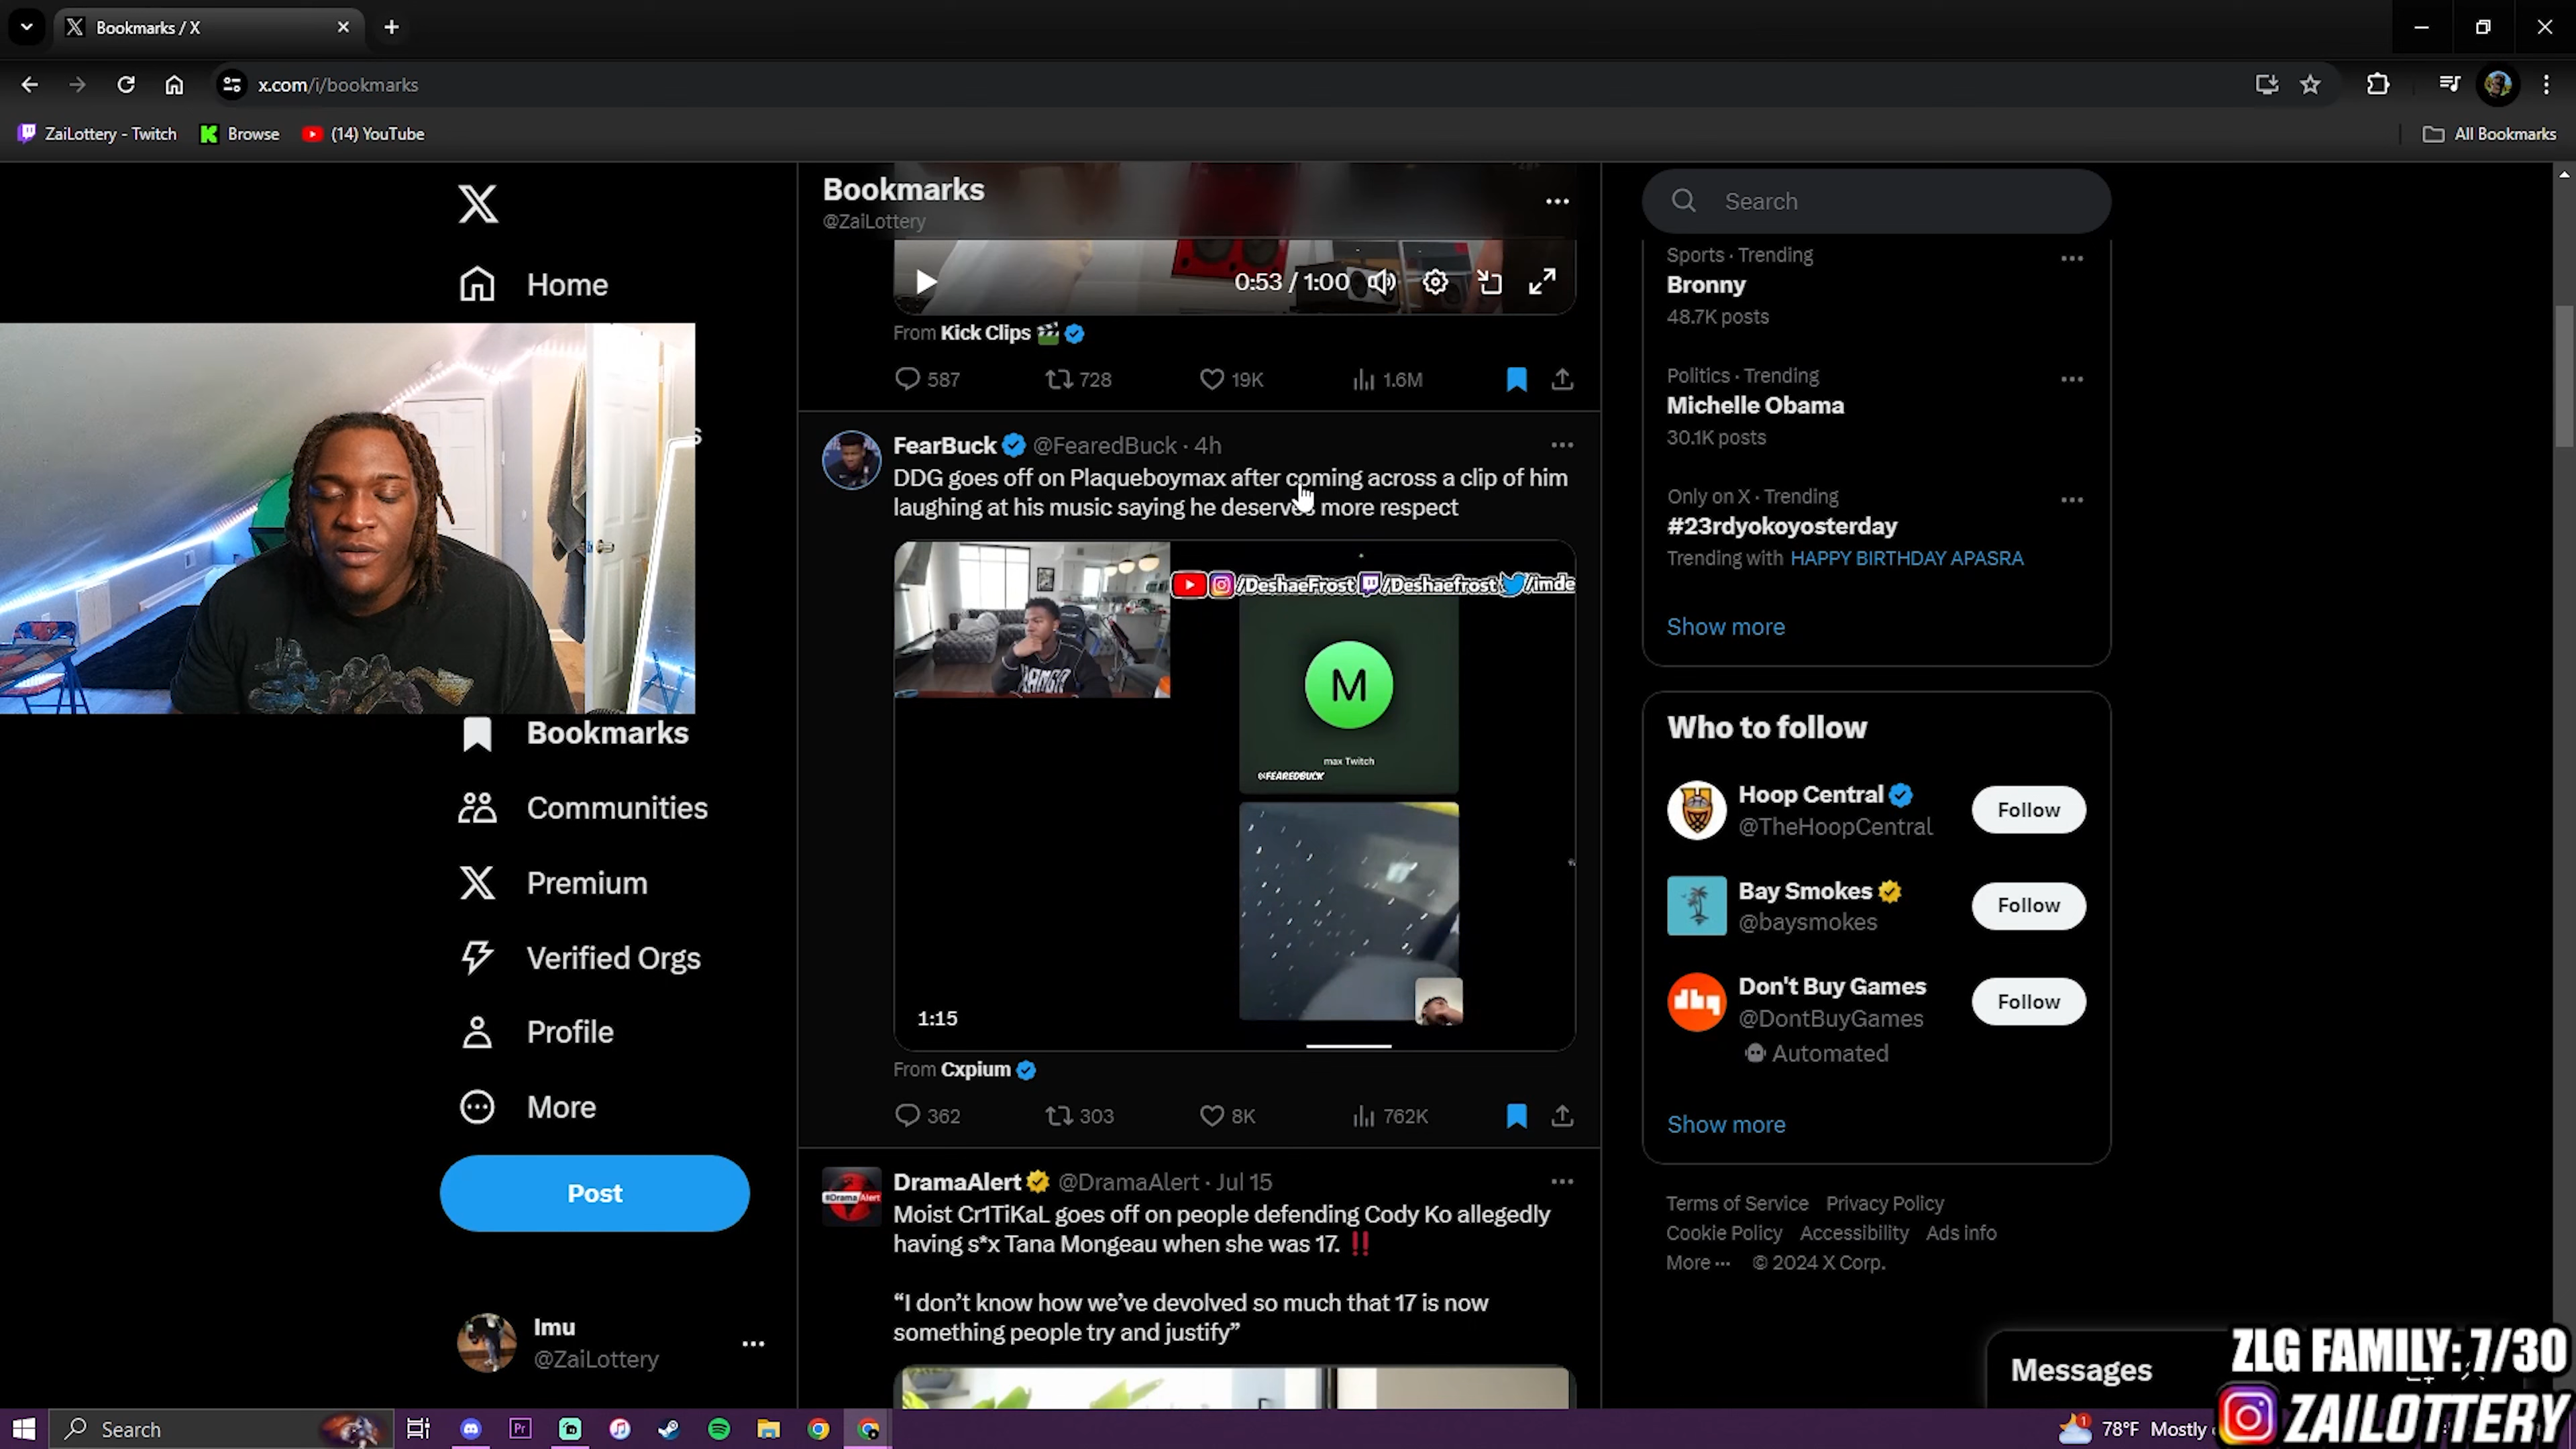 Bookmarks / X
x.com/i/bookmarks
ZaiLottery - Twitch
Browse
(14) YouTube
All Bookmarks
Home
Bookmarks
Communities
Premium
Verified Orgs
Profile
More
Post
Imu
@ZaiLottery
Bookmarks
@ZaiLottery
0:53 / 1:00
From Kick Clips
587
728
19K
1.6M
FearBuck @FearedBuck · 4h
DDG goes off on Plaqueboymax after coming across a clip of him
laughing at his music saying he deserves more respect
/DeshaeFrost /Deshaefrost /imde
M
max Twitch
@FEAREDBUCK
1:15
From Cxpium
362
303
8K
762K
DramaAlert @DramaAlert · Jul 15
Moist Cr1TiKaL goes off on people defending Cody Ko allegedly
having s*x Tana Mongeau when she was 17. ‼️
“I don’t know how we’ve devolved so much that 17 is now
something people try and justify”
Search
Sports · Trending
Bronny
48.7K posts
Politics · Trending
Michelle Obama
30.1K posts
Only on X · Trending
#23rdyokoyosterday
Trending with HAPPY BIRTHDAY APASRA
Show more
Who to follow
Hoop Central
@TheHoopCentral
Follow
Bay Smokes
@baysmokes
Follow
Don't Buy Games
@DontBuyGames
Automated
Follow
Show more
Terms of Service Privacy Policy
Cookie Policy Accessibility Ads info
More ··· © 2024 X Corp.
Messages
ZLG FAMILY: 7/30
ZAILOTTERY
Search
78°F Mostly